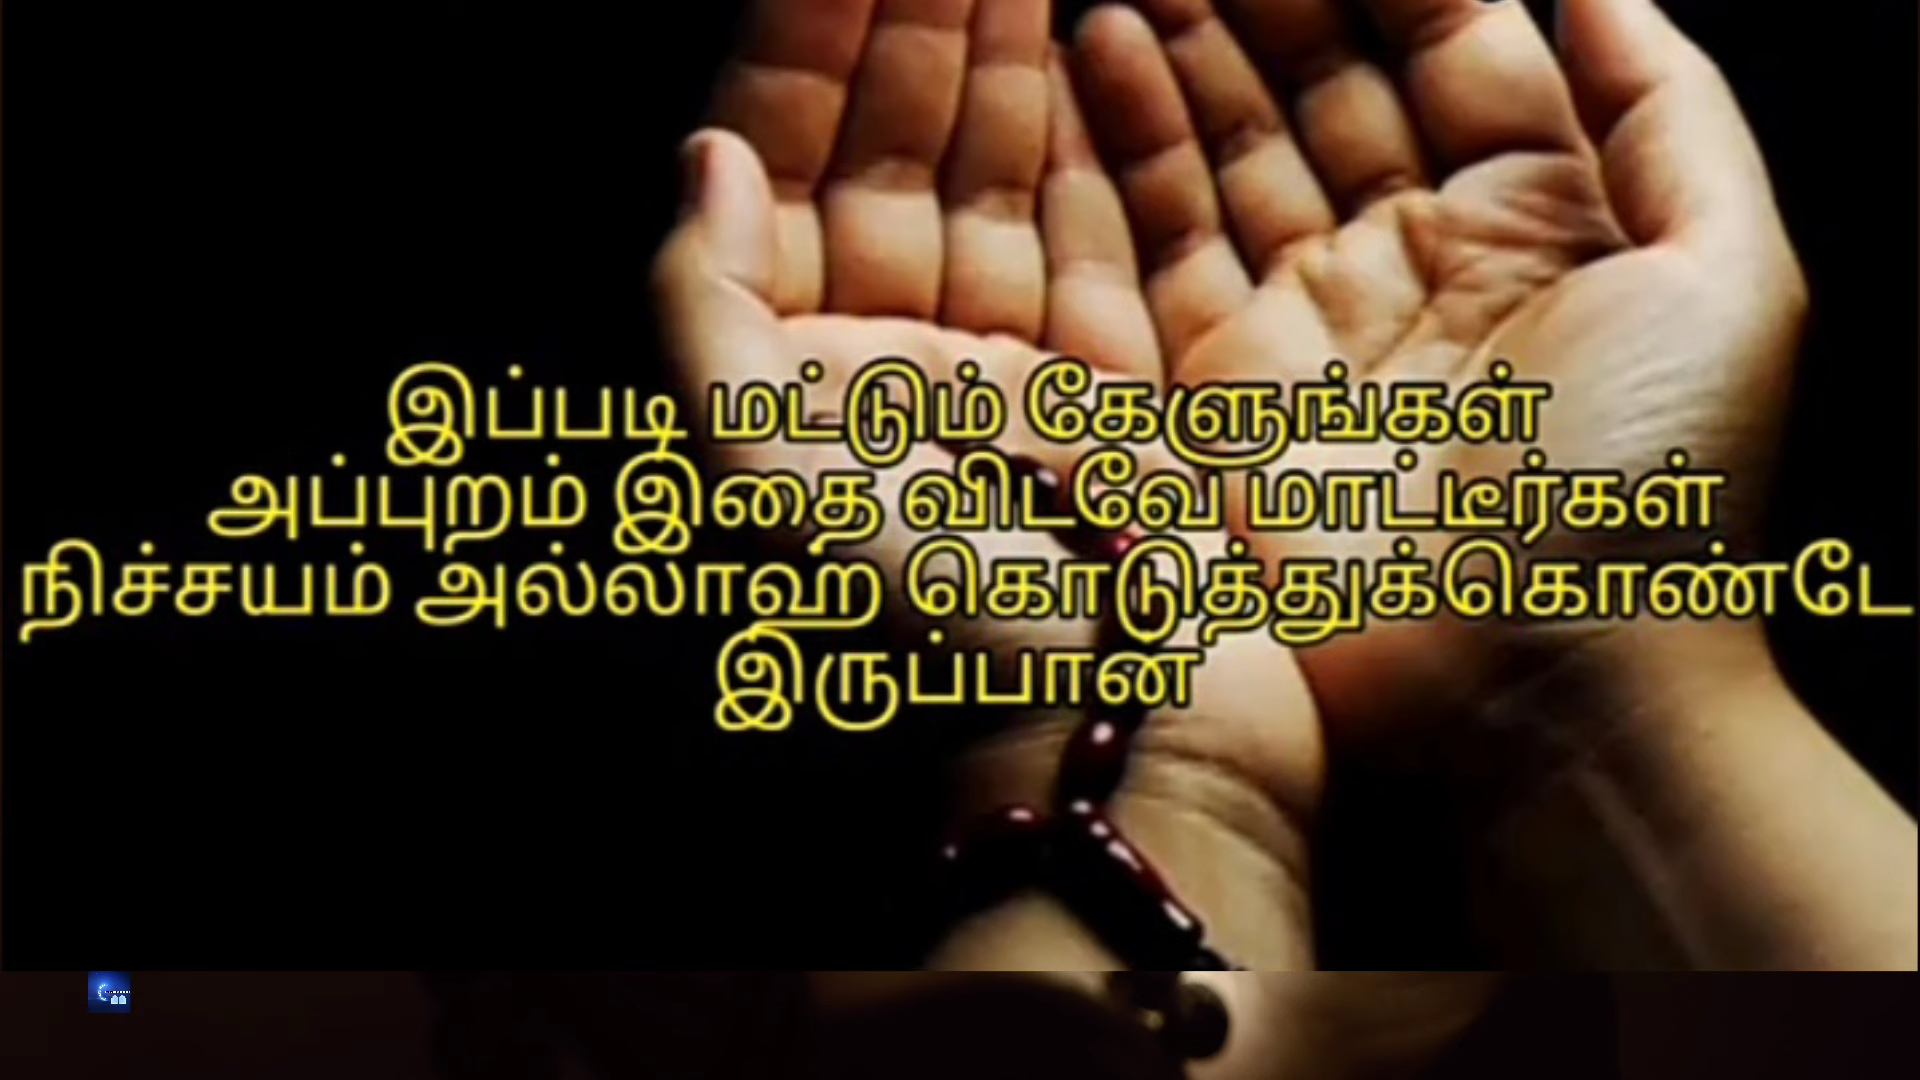 இப்படி மட்டும் கேளுங்கள்
அப்புறம் இதை விடவே மாட்டீர்கள்
நிச்சயம் அல்லாஹ் கொடுத்துக்கொண்டே
இருப்பான்